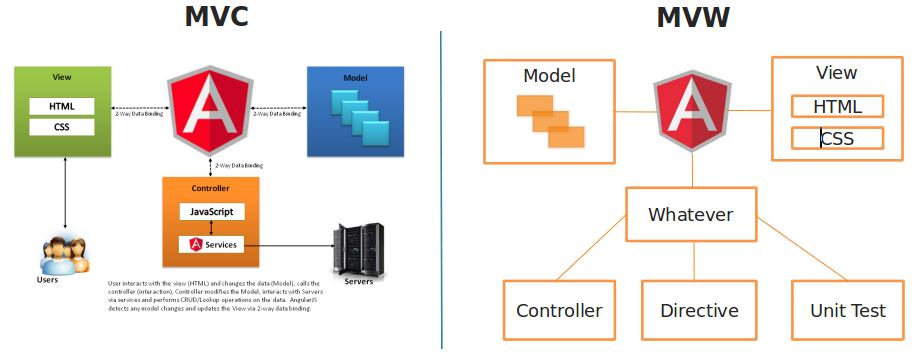 MVC
View
HTML
CSS
2-Way Data Binding
2-Way Data Binding
Model
2-Way Data Binding
Controller
JavaScript
Services
Users
Servers
User interacts with the view (HTML) and changes the data (Model), calls the
controller (interaction), Controller modifies the Model, interacts with Servers
via services and performs CRUD/Lookup operations on the data. AngularJS
detects any model changes and updates the View via 2-way data binding.
MVW
Model
View
HTML
CSS
Whatever
Controller
Directive
Unit Test